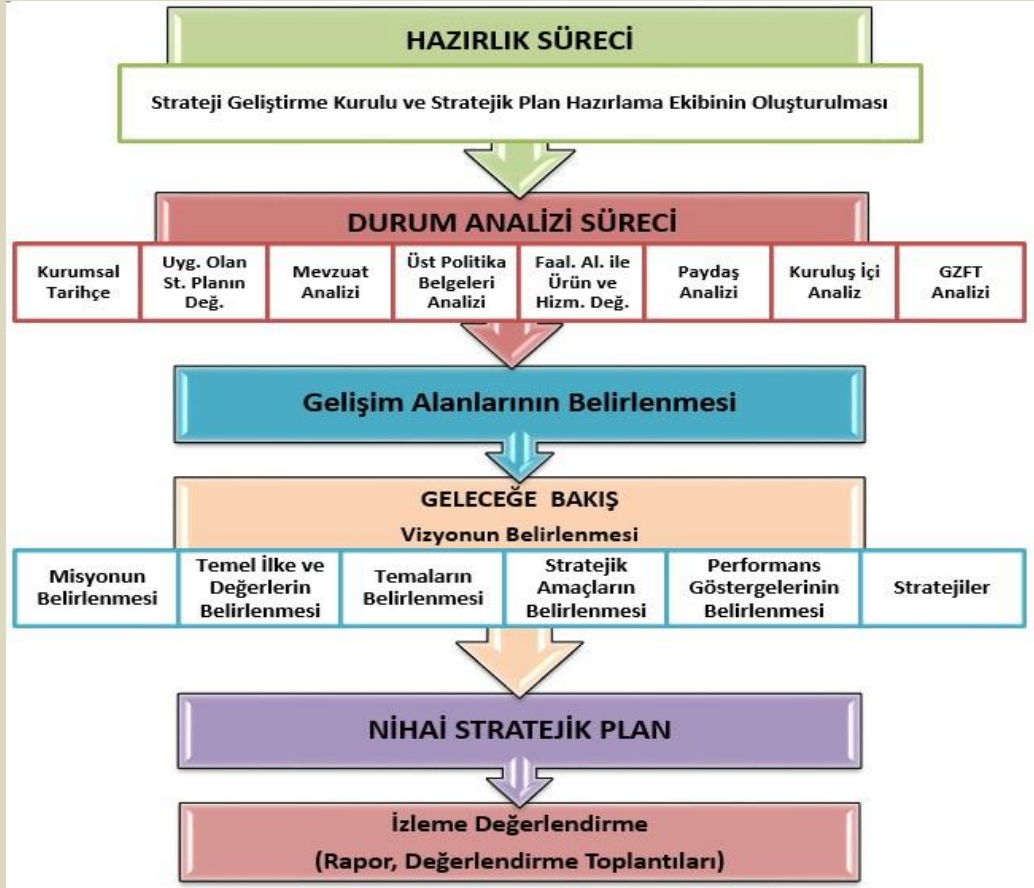 HAZIRLIK SÜRECİ
Strateji Geliştirme Kurulu ve Stratejik Plan Hazırlama Ekibinin Oluşturulması
DURUM ANALİZİ SÜRECİ
Kurumsal
Tarihçe
Uyg. Olan
St. Planın
Değ.
Mevzuat
Analizi
Üst Politika
Belgeleri
Analizi
Faal. Al. ile
Ürün ve
Hizm. Değ.
Paydaş
Analizi
Kuruluş İçi
Analiz
GZFT
Analizi
Gelişim Alanlarının Belirlenmesi
GELECEĞE BAKIŞ
Vizyonun Belirlenmesi
Misyonun
Belirlenmesi
Temel İlke ve
Değerlerin
Belirlenmesi
Temaların
Belirlenmesi
Stratejik
Amaçların
Belirlenmesi
Performans
Göstergelerinin
Belirlenmesi
Stratejiler
NİHAİ STRATEJİK PLAN
İzleme Değerlendirme
(Rapor, Değerlendirme Toplantıları)